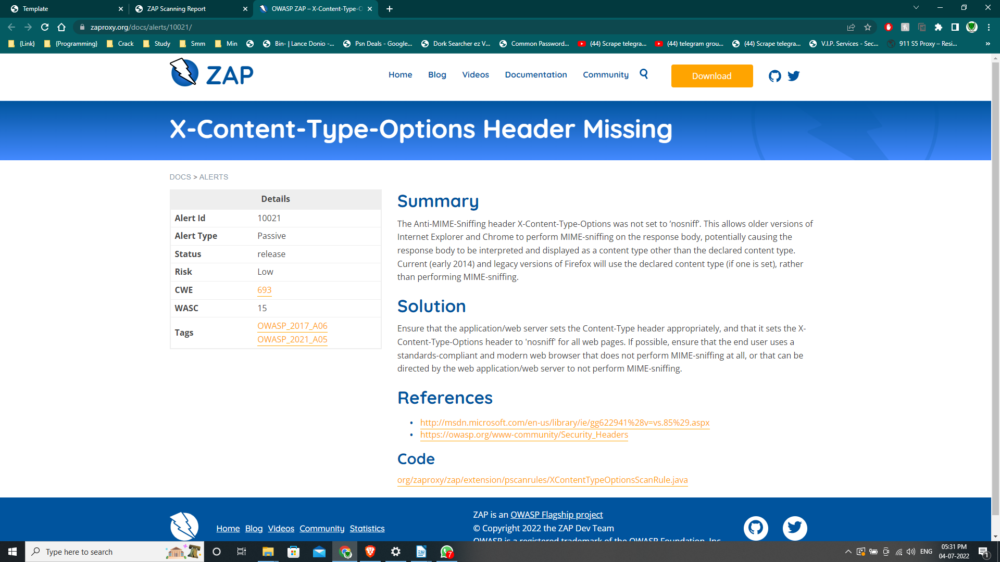 Template
ZAP Scanning Report
OWASP ZAP – X-Content-Type-O
zaproxy.org/docs/alerts/10021/
{Link}
{Programming}
Crack
Study
Smm
Min
Bin- | Lance Donio -...
Psn Deals - Google...
Dork Searcher ez V...
Common Password...
(44) Scrape telegra...
(44) telegram grou...
(44) Scrape telegra...
V.I.P. Services - Sec...
911 S5 Proxy – Resi...
»
ZAP
Home
Blog
Videos
Documentation
Community
Download
X-Content-Type-Options Header Missing
DOCS > ALERTS
Details
Alert Id 10021
Alert Type Passive
Status release
Risk Low
CWE 693
WASC 15
Tags
OWASP_2017_A06
OWASP_2021_A05
Summary
The Anti-MIME-Sniffing header X-Content-Type-Options was not set to ’nosniff’. This allows older versions of
Internet Explorer and Chrome to perform MIME-sniffing on the response body, potentially causing the
response body to be interpreted and displayed as a content type other than the declared content type.
Current (early 2014) and legacy versions of Firefox will use the declared content type (if one is set), rather
than performing MIME-sniffing.
Solution
Ensure that the application/web server sets the Content-Type header appropriately, and that it sets the X-
Content-Type-Options header to 'nosniff' for all web pages. If possible, ensure that the end user uses a
standards-compliant and modern web browser that does not perform MIME-sniffing at all, or that can be
directed by the web application/web server to not perform MIME-sniffing.
References
• http://msdn.microsoft.com/en-us/library/ie/gg622941%28v=vs.85%29.aspx
• https://owasp.org/www-community/Security_Headers
Code
org/zaproxy/zap/extension/pscanrules/XContentTypeOptionsScanRule.java
Home Blog Videos Community Statistics
ZAP is an OWASP Flagship project
© Copyright 2022 the ZAP Dev Team
OWASP is a registered trademark of the OWASP Foundation, Inc.
Type here to search
7
ENG
05:31 PM
04-07-2022
1